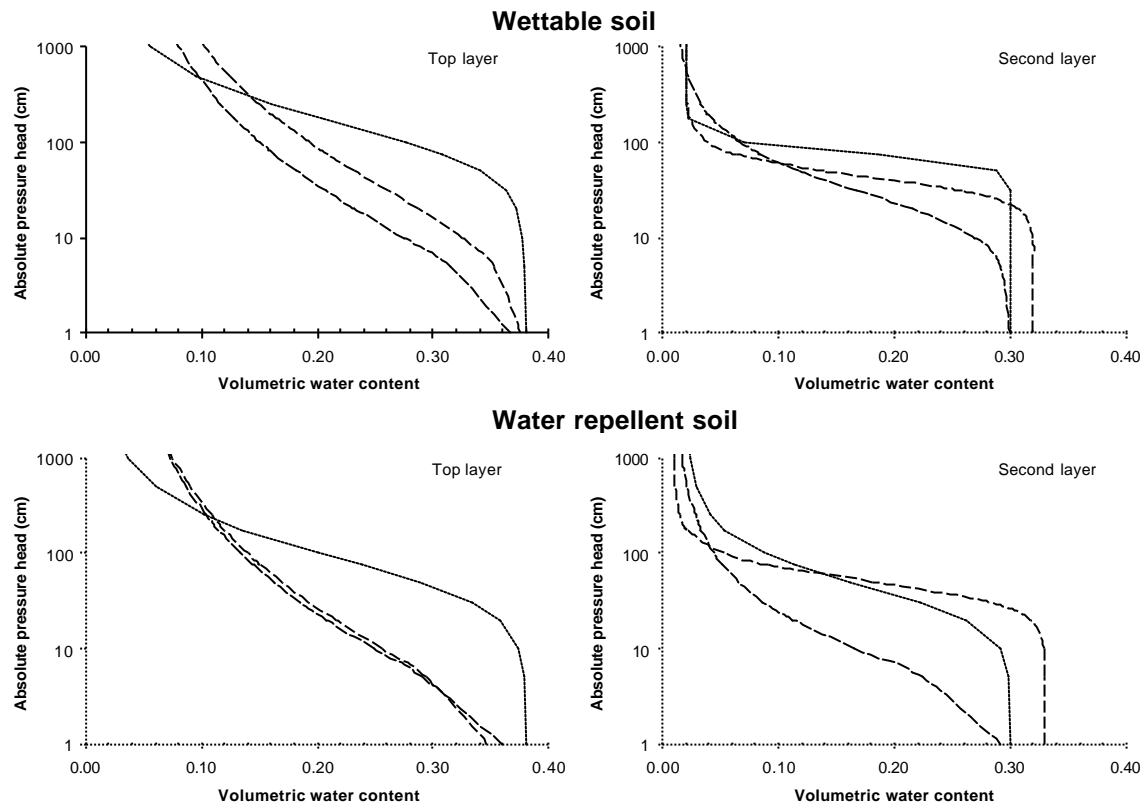 Wettable soil
Top layer
Absolute pressure head (cm)
1000
100
10
1
0.00 0.10 0.20 0.30 0.40
Volumetric water content
Second layer
Absolute pressure head (cm)
1000
100
10
1
0.00 0.10 0.20 0.30 0.40
Volumetric water content
Water repellent soil
Top layer
Absolute pressure head (cm)
1000
100
10
1
0.00 0.10 0.20 0.30 0.40
Volumetric water content
Second layer
Absolute pressure head (cm)
1000
100
10
1
0.00 0.10 0.20 0.30 0.40
Volumetric water content